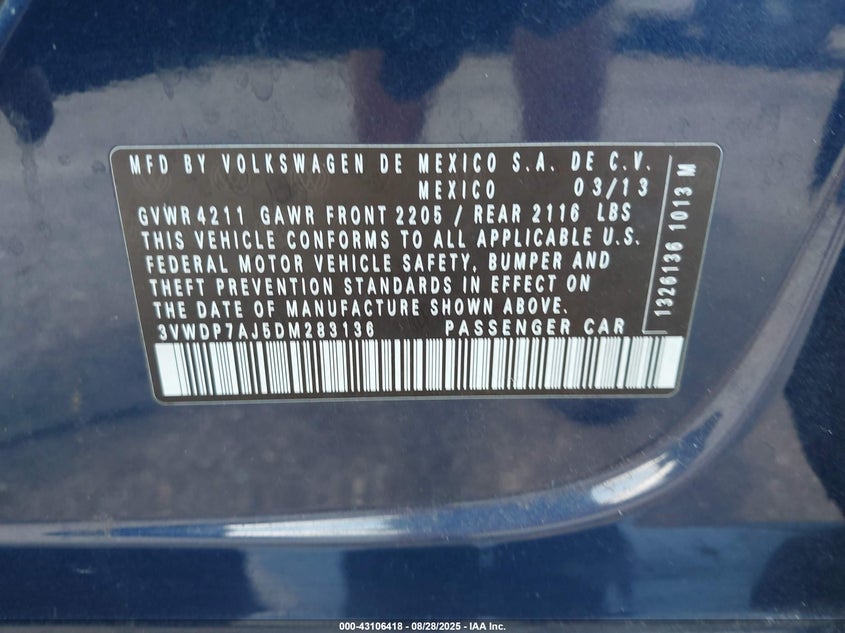 MFD BY VOLKSWAGEN DE MEXICO S.A. DE C.V.
MEXICO 03/13
GVWR 4211 GAWR FRONT 2205 / REAR 2116 LBS
THIS VEHICLE CONFORMS TO ALL APPLICABLE U.S.
FEDERAL MOTOR VEHICLE SAFETY, BUMPER AND
THEFT PREVENTION STANDARDS IN EFFECT ON
THE DATE OF MANUFACTURE SHOWN ABOVE.
3VWDP7AJ5DM283136 PASSENGER CAR
1326136 1013 M
000-43106418 - 08/28/2025 - IAA Inc.